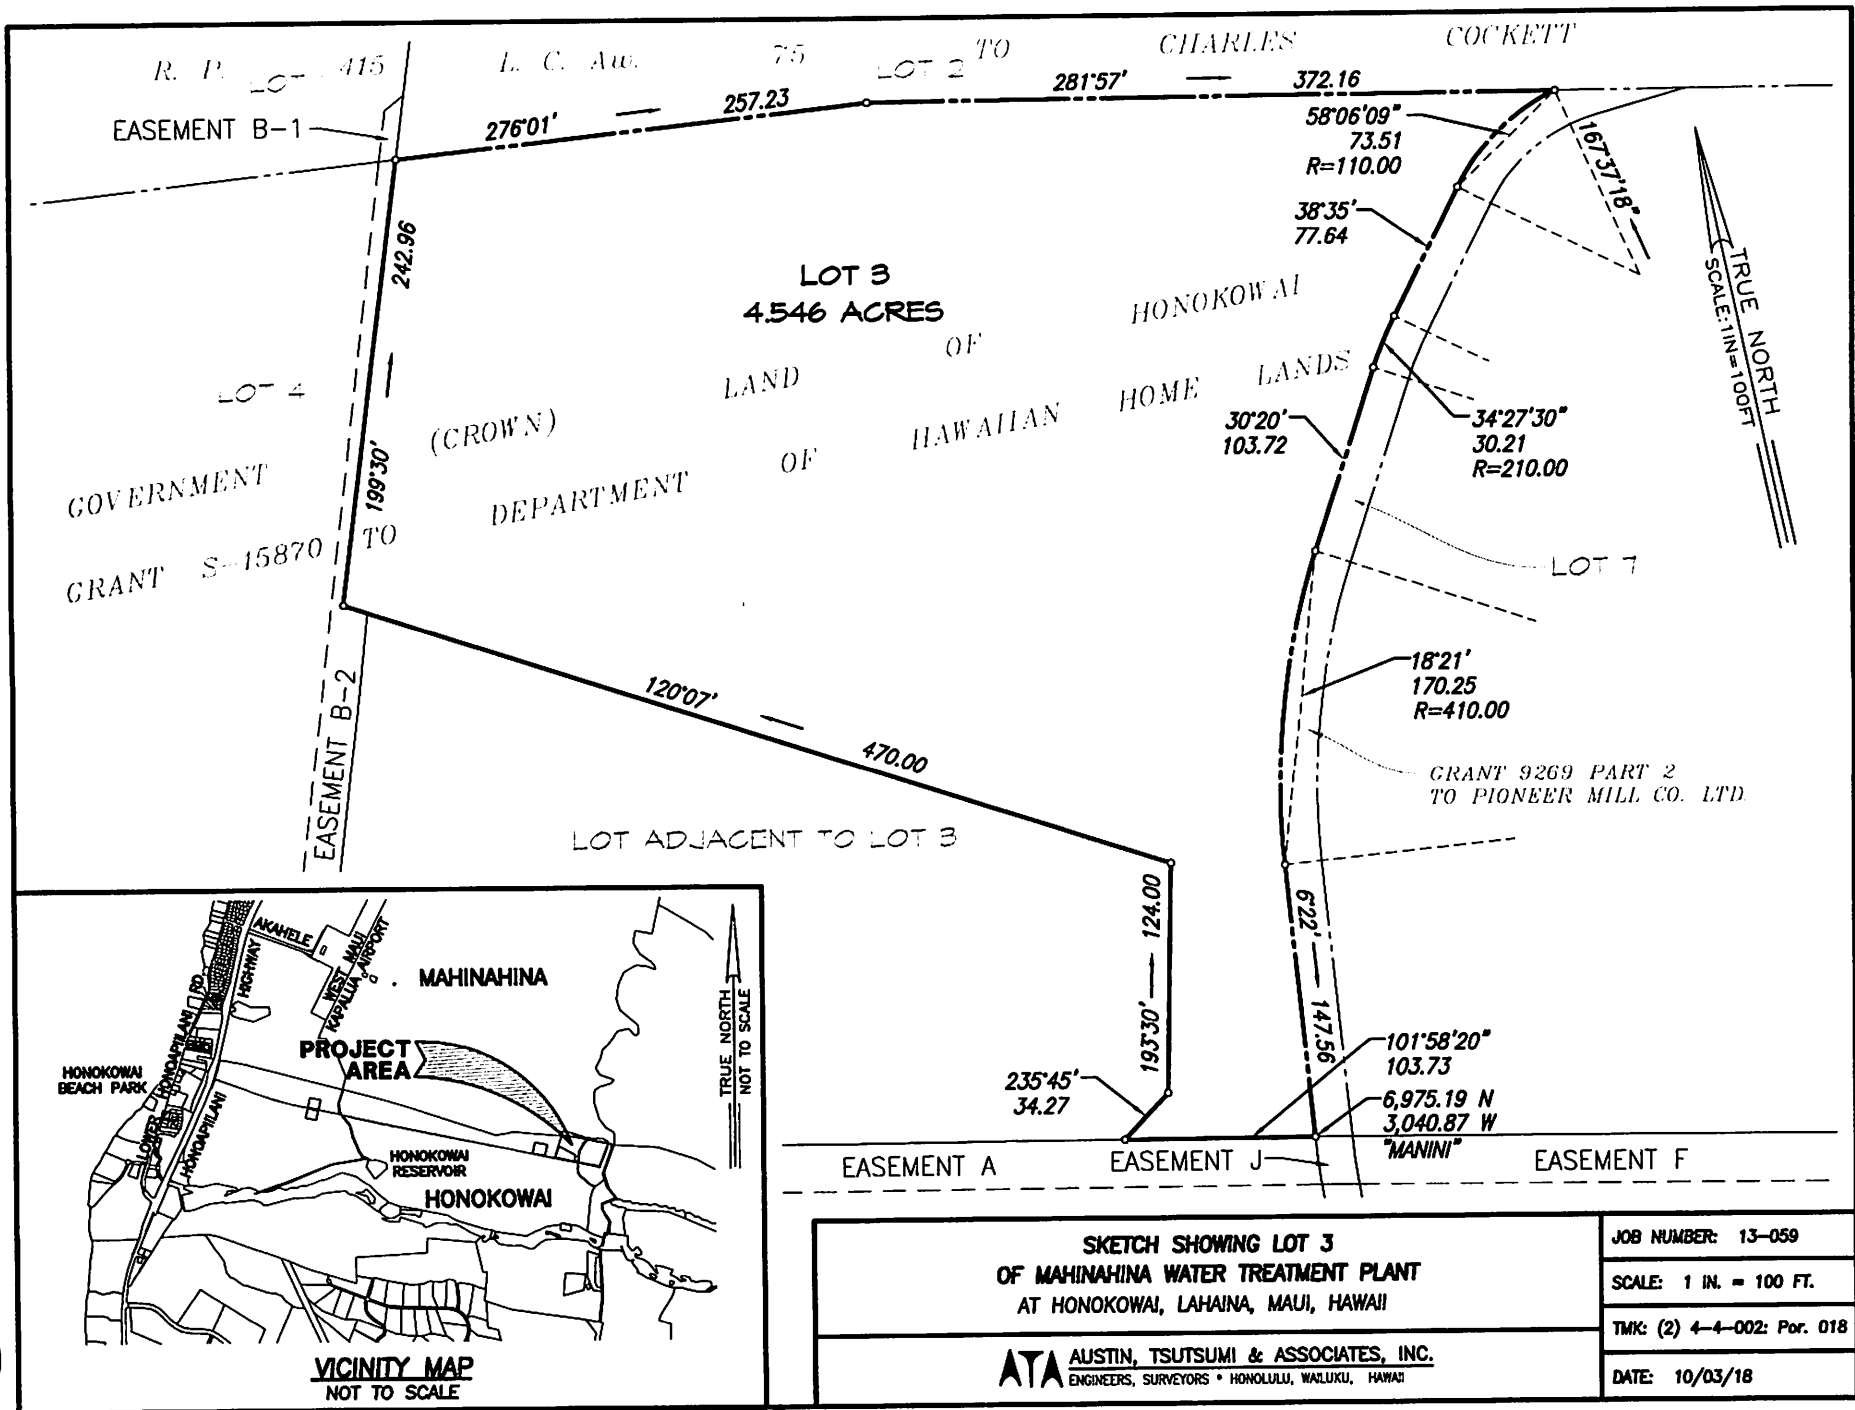 R. P. 415 L. C. Aw. 75 TO CHARLES COCKETT
LOT
LOT 2
EASEMENT B-1
276°01'
257.23
281°57'
372.16
58°06'09"
73.51
R=110.00
167°37'18"
38°35'
77.64
242.96
199°30'
LOT 3
4.546 ACRES
TRUE NORTH
SCALE: 1 IN.= 100FT
LOT 4
(CROWN) LAND OF HONOKOWAI
GOVERNMENT
GRANT S-15870 TO DEPARTMENT OF HAWAIIAN HOME LANDS
30°20'
103.72
34°27'30"
30.21
R=210.00
LOT 7
18°21'
170.25
R=410.00
GRANT 9269 PART 2
TO PIONEER MILL CO. LTD.
EASEMENT B-2
120°07'
470.00
LOT ADJACENT TO LOT 3
193°30'
124.00
6°22'
147.56
235°45'
34.27
101°58'20"
103.73
6,975.19 N
3,040.87 W
"MANINI"
EASEMENT A
EASEMENT J
EASEMENT F
AKAHELE
WEST MAUI
KAPALUA AIRPORT
MAHINAHINA
HIGHWAY
HONOAPIILANI
LOWER HONOAPIILANI RD.
HONOKOWAI
BEACH PARK
PROJECT
AREA
HONOKOWAI
RESERVOIR
HONOKOWAI
TRUE NORTH
NOT TO SCALE
VICINITY MAP
NOT TO SCALE
SKETCH SHOWING LOT 3
OF MAHINAHINA WATER TREATMENT PLANT
AT HONOKOWAI, LAHAINA, MAUI, HAWAII
ATA
AUSTIN, TSUTSUMI & ASSOCIATES, INC.
ENGINEERS, SURVEYORS • HONOLULU, WAILUKU, HAWAII
JOB NUMBER: 13-059
SCALE: 1 IN. = 100 FT.
TMK: (2) 4-4-002: Por. 018
DATE: 10/03/18